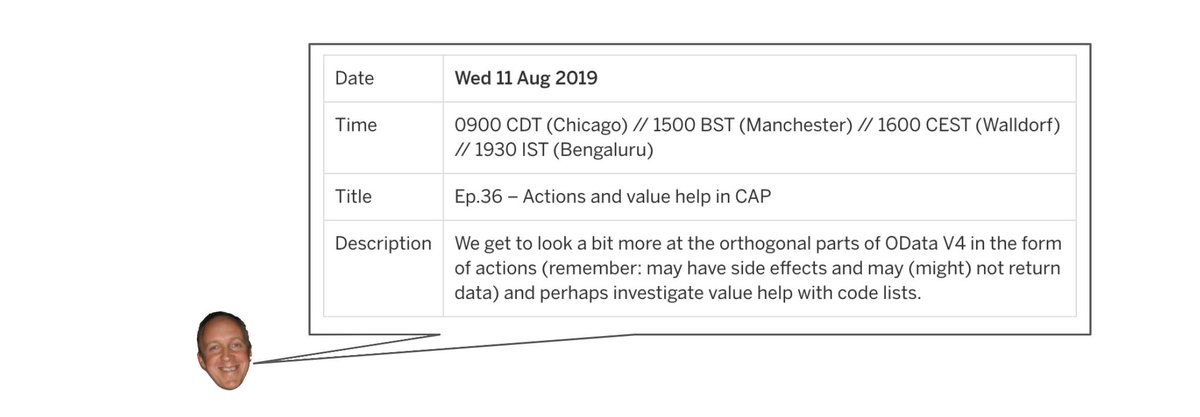 Date
Wed 11 Aug 2019
Time
0900 CDT (Chicago) // 1500 BST (Manchester) // 1600 CEST (Walldorf)
// 1930 IST (Bengaluru)
Title
Ep.36 – Actions and value help in CAP
Description
We get to look a bit more at the orthogonal parts of OData V4 in the form
of actions (remember: may have side effects and may (might) not return
data) and perhaps investigate value help with code lists.